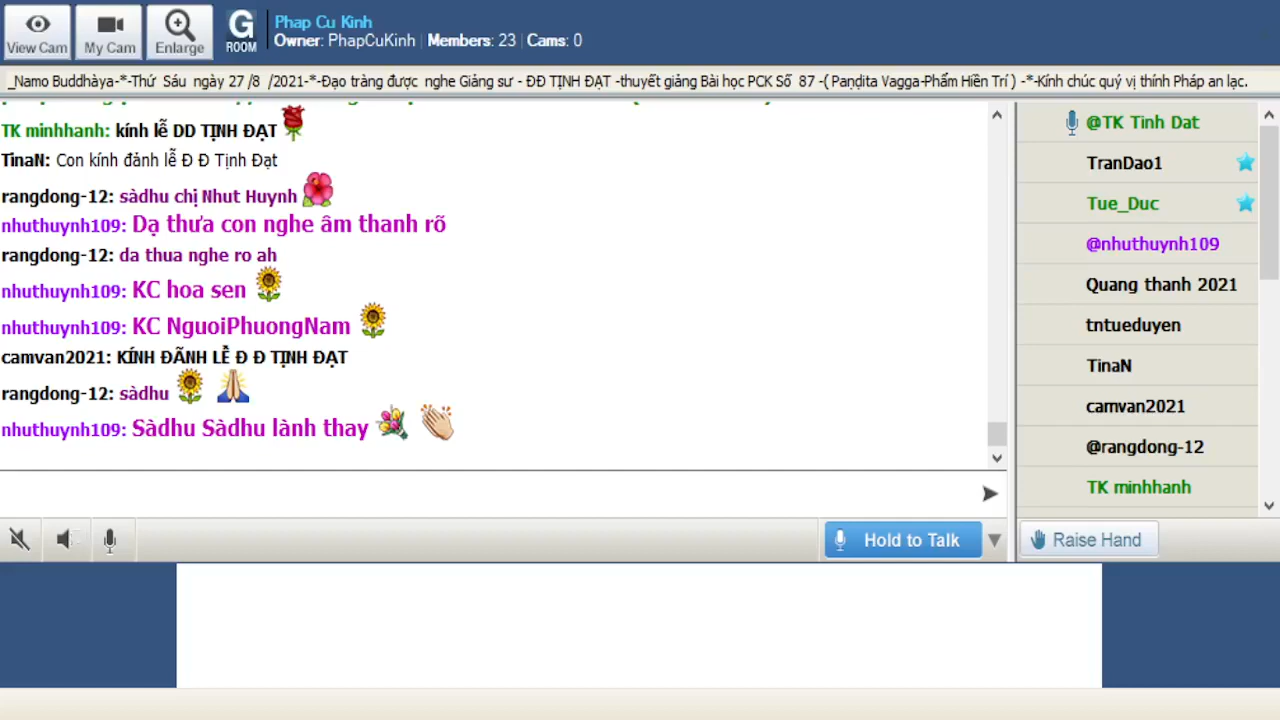 View Cam
My Cam
Enlarge
G
ROOM
Phap Cu Kinh
Owner: PhapCuKinh | Members: 23 | Cams: 0
_Namo Buddhàya-*-Thứ Sáu ngày 27 /8 /2021-*-Đạo tràng được nghe Giảng sư - ĐĐ TỊNH ĐẠT -thuyết giảng Bài học PCK Số 87 -( Paṇḍita Vagga-Phẩm Hiền Trí ) -*-Kính chúc quý vị thính Pháp an lạc.
TK minhhanh: kính lễ DD TỊNH ĐẠT
TinaN: Con kính đảnh lễ Đ Đ Tịnh Đạt
rangdong-12: sàdhu chị Nhut Huynh
nhuthuynh109: Dạ thưa con nghe âm thanh rõ
rangdong-12: da thua nghe ro ah
nhuthuynh109: KC hoa sen
nhuthuynh109: KC NguoiPhuongNam
camvan2021: KÍNH ĐÃNH LỄ Đ Đ TỊNH ĐẠT
rangdong-12: sàdhu
nhuthuynh109: Sàdhu Sàdhu lành thay
Hold to Talk
@TK Tinh Dat
TranDao1
Tue_Duc
@nhuthuynh109
Quang thanh 2021
tntueduyen
TinaN
camvan2021
@rangdong-12
TK minhhanh
Raise Hand